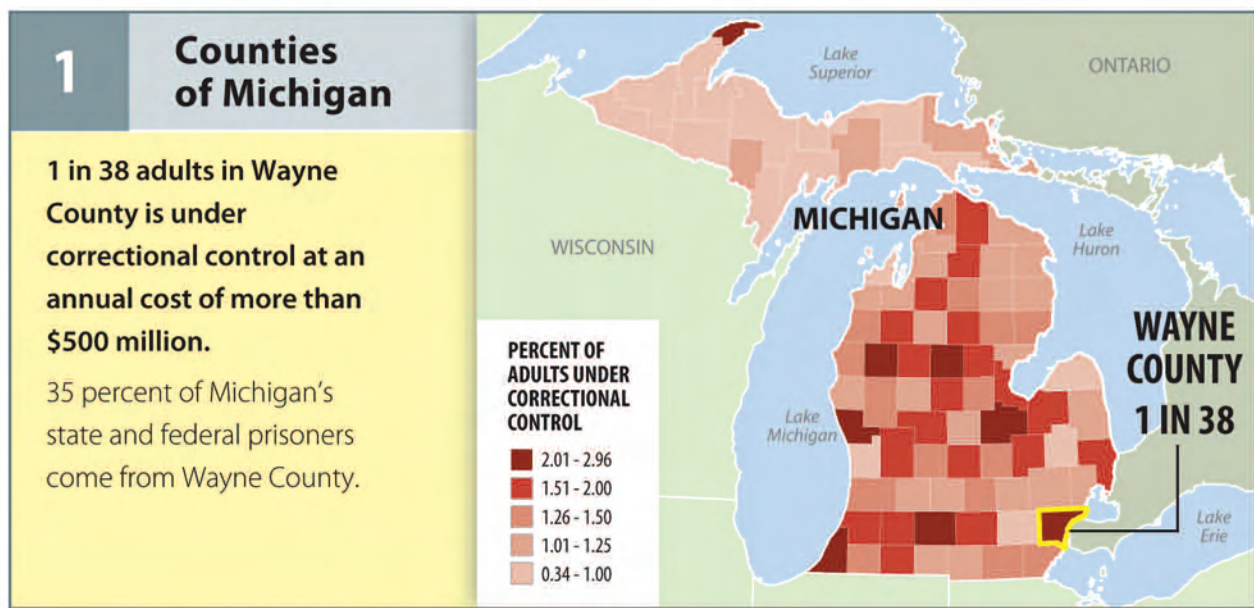 1
Counties
of Michigan
1 in 38 adults in Wayne
County is under
correctional control at an
annual cost of more than
$500 million.
35 percent of Michigan's
state and federal prisoners
come from Wayne County.
Lake
Superior
ONTARIO
WISCONSIN
MICHIGAN
Lake
Huron
Lake
Michigan
WAYNE
COUNTY
1 IN 38
Lake
Erie
PERCENT OF
ADULTS UNDER
CORRECTIONAL
CONTROL
2.01 - 2.96
1.51 - 2.00
1.26 - 1.50
1.01 - 1.25
0.34 - 1.00